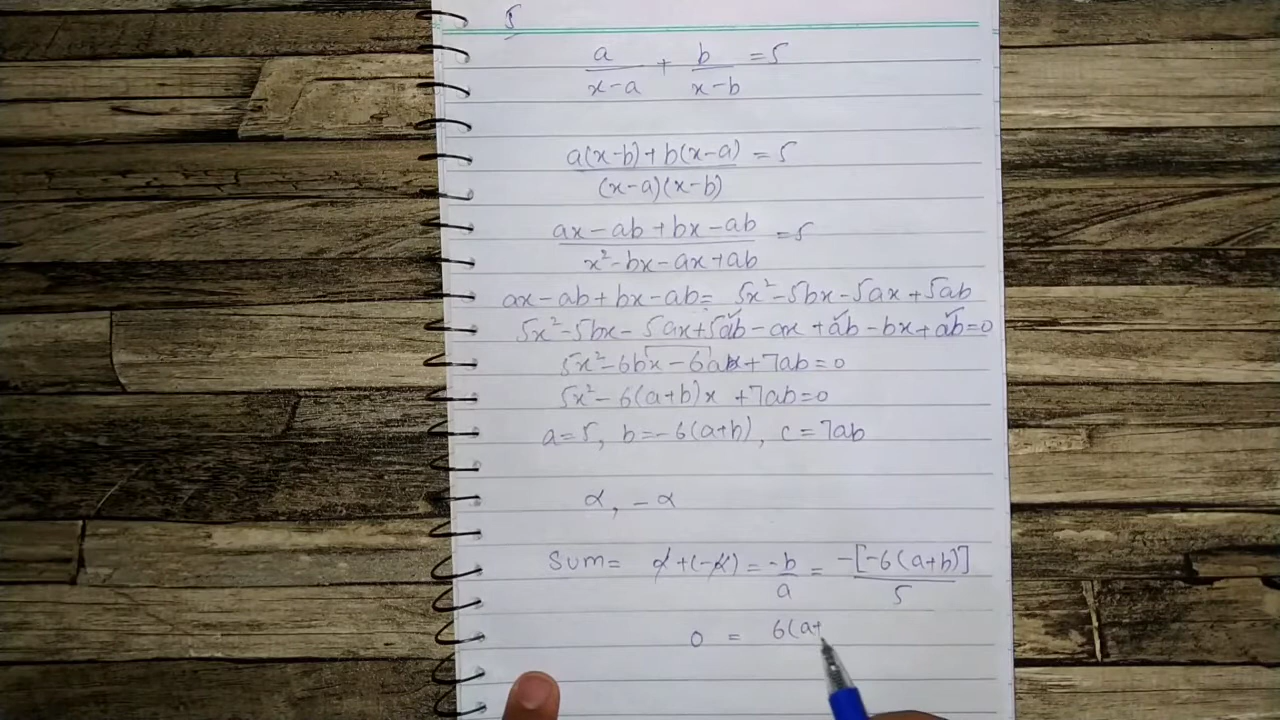 5
a/(x-a) + b/(x-b) = 5
a(x-b)+b(x-a)/(x-a)(x-b) = 5
ax-ab+bx-ab/x²-bx-ax+ab = 5
ax-ab+bx-ab= 5x²-5bx-5ax+5ab
5x²-5bx-5ax+5ab-ax+ab-bx+ab=0
5x²-6bx-6ax+7ab=0
5x²-6(a+b)x+7ab=0
a=5, b=-6(a+b), c=7ab
α, -α
Sum= α+(-α) = -b/a = -[-6(a+b)]/5
0 = 6(a+